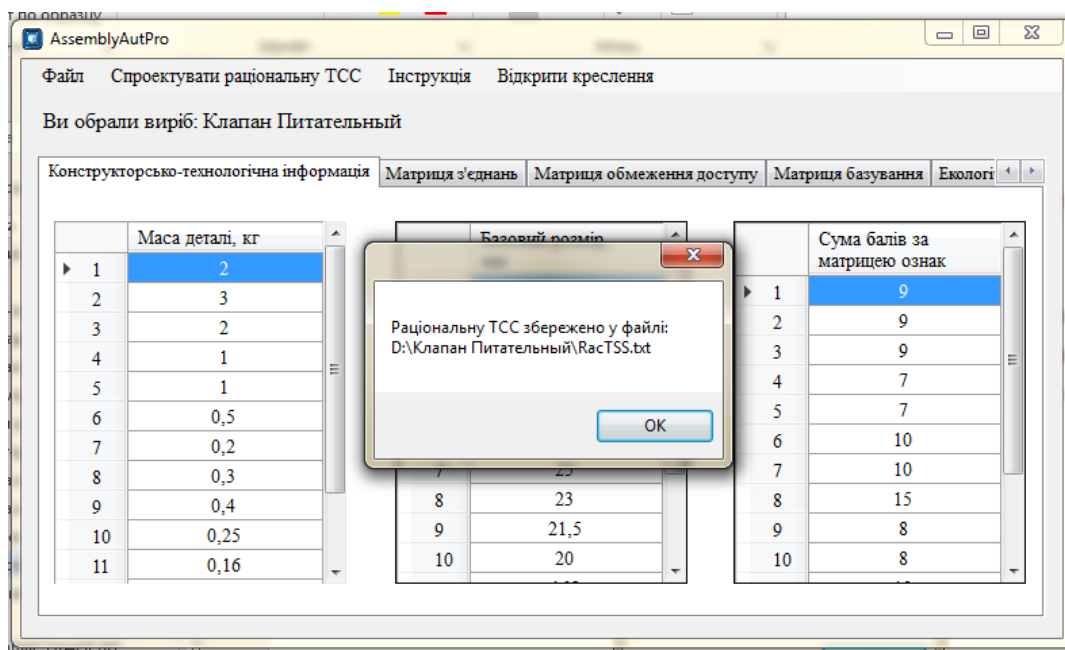 т по образцу
AssemblyAutPro
Файл Спроектувати раціональну ТСС Інструкція Відкрити креслення
Ви обрали виріб: Клапан Питательный
Конструкторсько-технологічна інформація Матриця з'єднань Матриця обмеження доступу Матриця базування Екологі
Маса деталі, кг
1 2
2 3
3 2
4 1
5 1
6 0,5
7 0,2
8 0,3
9 0,4
10 0,25
11 0,16
Базовий розмір,
7 25
8 23
9 21,5
10 20
Сума балів за
матрицею ознак
1 9
2 9
3 9
4 7
5 7
6 10
7 10
8 15
9 8
10 8
Раціональну ТСС збережено у файлі:
D:\Клапан Питательный\RacTSS.txt
OK